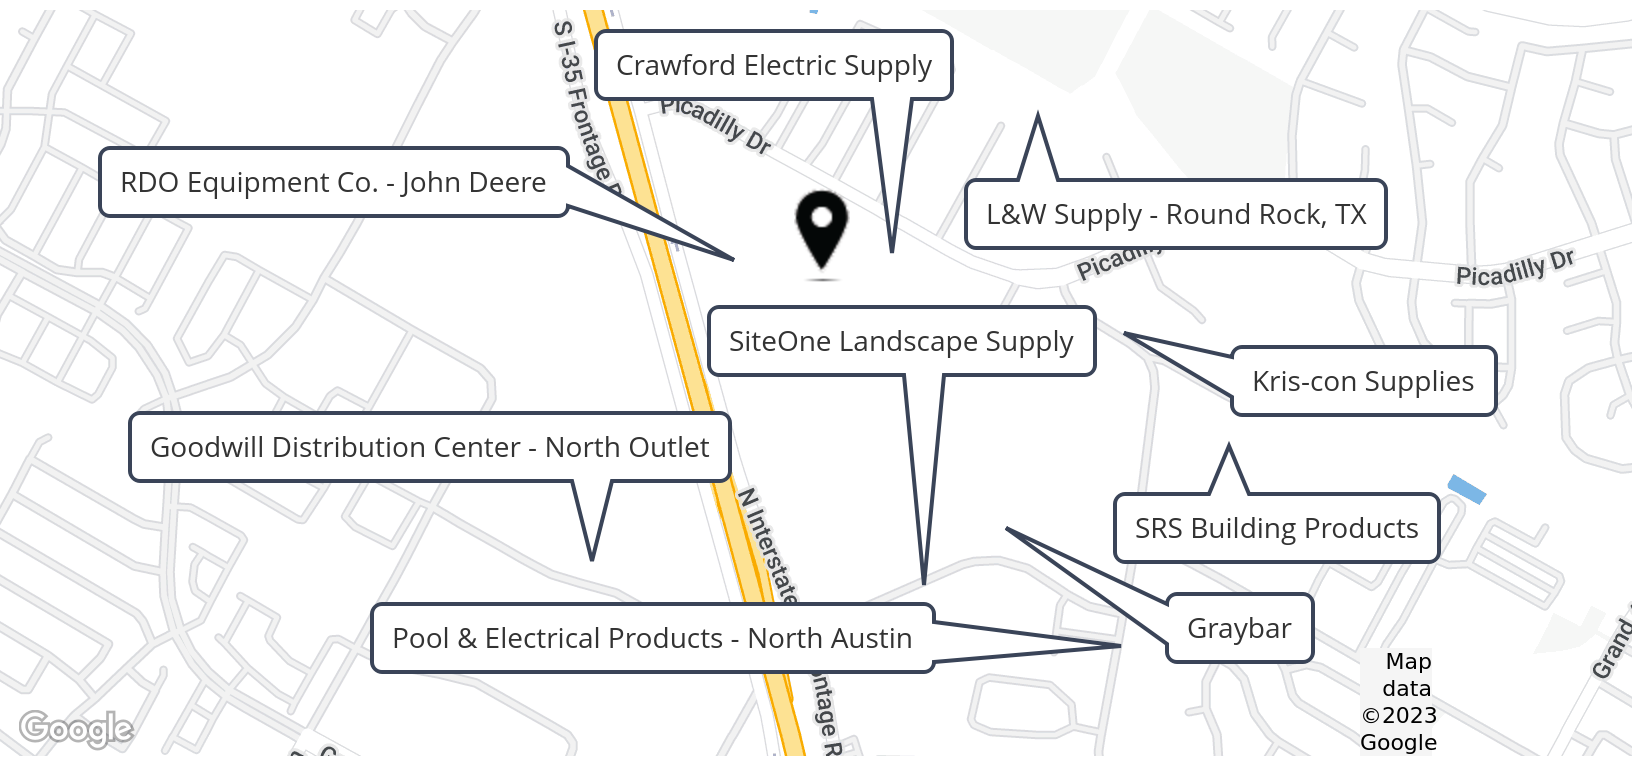 S I-35 Frontage
Crawford Electric Supply
Picadilly Dr
RDO Equipment Co. - John Deere
L&W Supply - Round Rock, TX
Picadilly
Picadilly Dr
SiteOne Landscape Supply
Kris-con Supplies
Goodwill Distribution Center - North Outlet
N Interstate
SRS Building Products
Graybar
Pool & Electrical Products - North Austin
Grand
Map
data
©2023
Google
Google